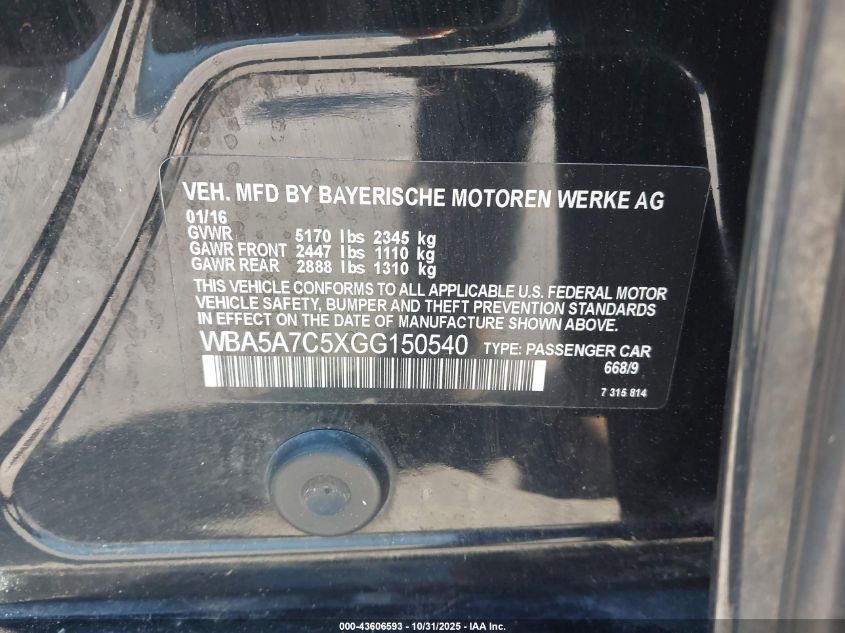 VEH. MFD BY BAYERISCHE MOTOREN WERKE AG
01/16
GVWR 5170 lbs 2345 kg
GAWR FRONT 2447 lbs 1110 kg
GAWR REAR 2888 lbs 1310 kg
THIS VEHICLE CONFORMS TO ALL APPLICABLE U.S. FEDERAL MOTOR
VEHICLE SAFETY, BUMPER AND THEFT PREVENTION STANDARDS
IN EFFECT ON THE DATE OF MANUFACTURE SHOWN ABOVE.
WBA5A7C5XGG150540 TYPE: PASSENGER CAR
668/9
7 315 814
000-43606593 - 10/31/2025 - IAA Inc.